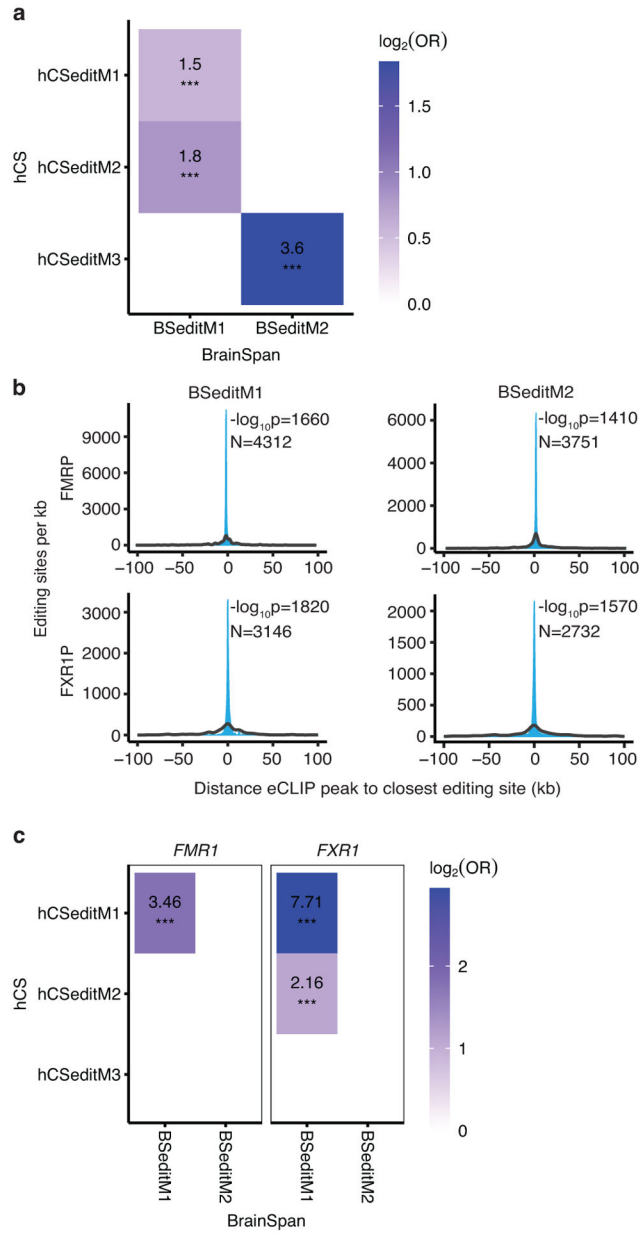 a
log2(OR)
hCSeditM1
hCSeditM2
hCSeditM3
hCS
1.5
***
1.8
***
3.6
***
1.5
1.0
0.5
0.0
BSeditM1 BSeditM2
BrainSpan
b
BSeditM1
BSeditM2
Editing sites per kb
FMRP
9000
6000
3000
0
-log10p=1660
N=4312
−100 −50 0 50 100
6000
4000
2000
0
-log10p=1410
N=3751
−100 −50 0 50 100
FXR1P
3000
2000
1000
0
-log10p=1820
N=3146
−100 −50 0 50 100
2000
1500
1000
500
0
-log10p=1570
N=2732
−100 −50 0 50 100
Distance eCLIP peak to closest editing site (kb)
c
FMR1
FXR1
log2(OR)
hCSeditM1
hCSeditM2
hCSeditM3
hCS
3.46
***
7.71
***
2.16
***
2
1
0
BSeditM1
BSeditM2
BSeditM1
BSeditM2
BrainSpan